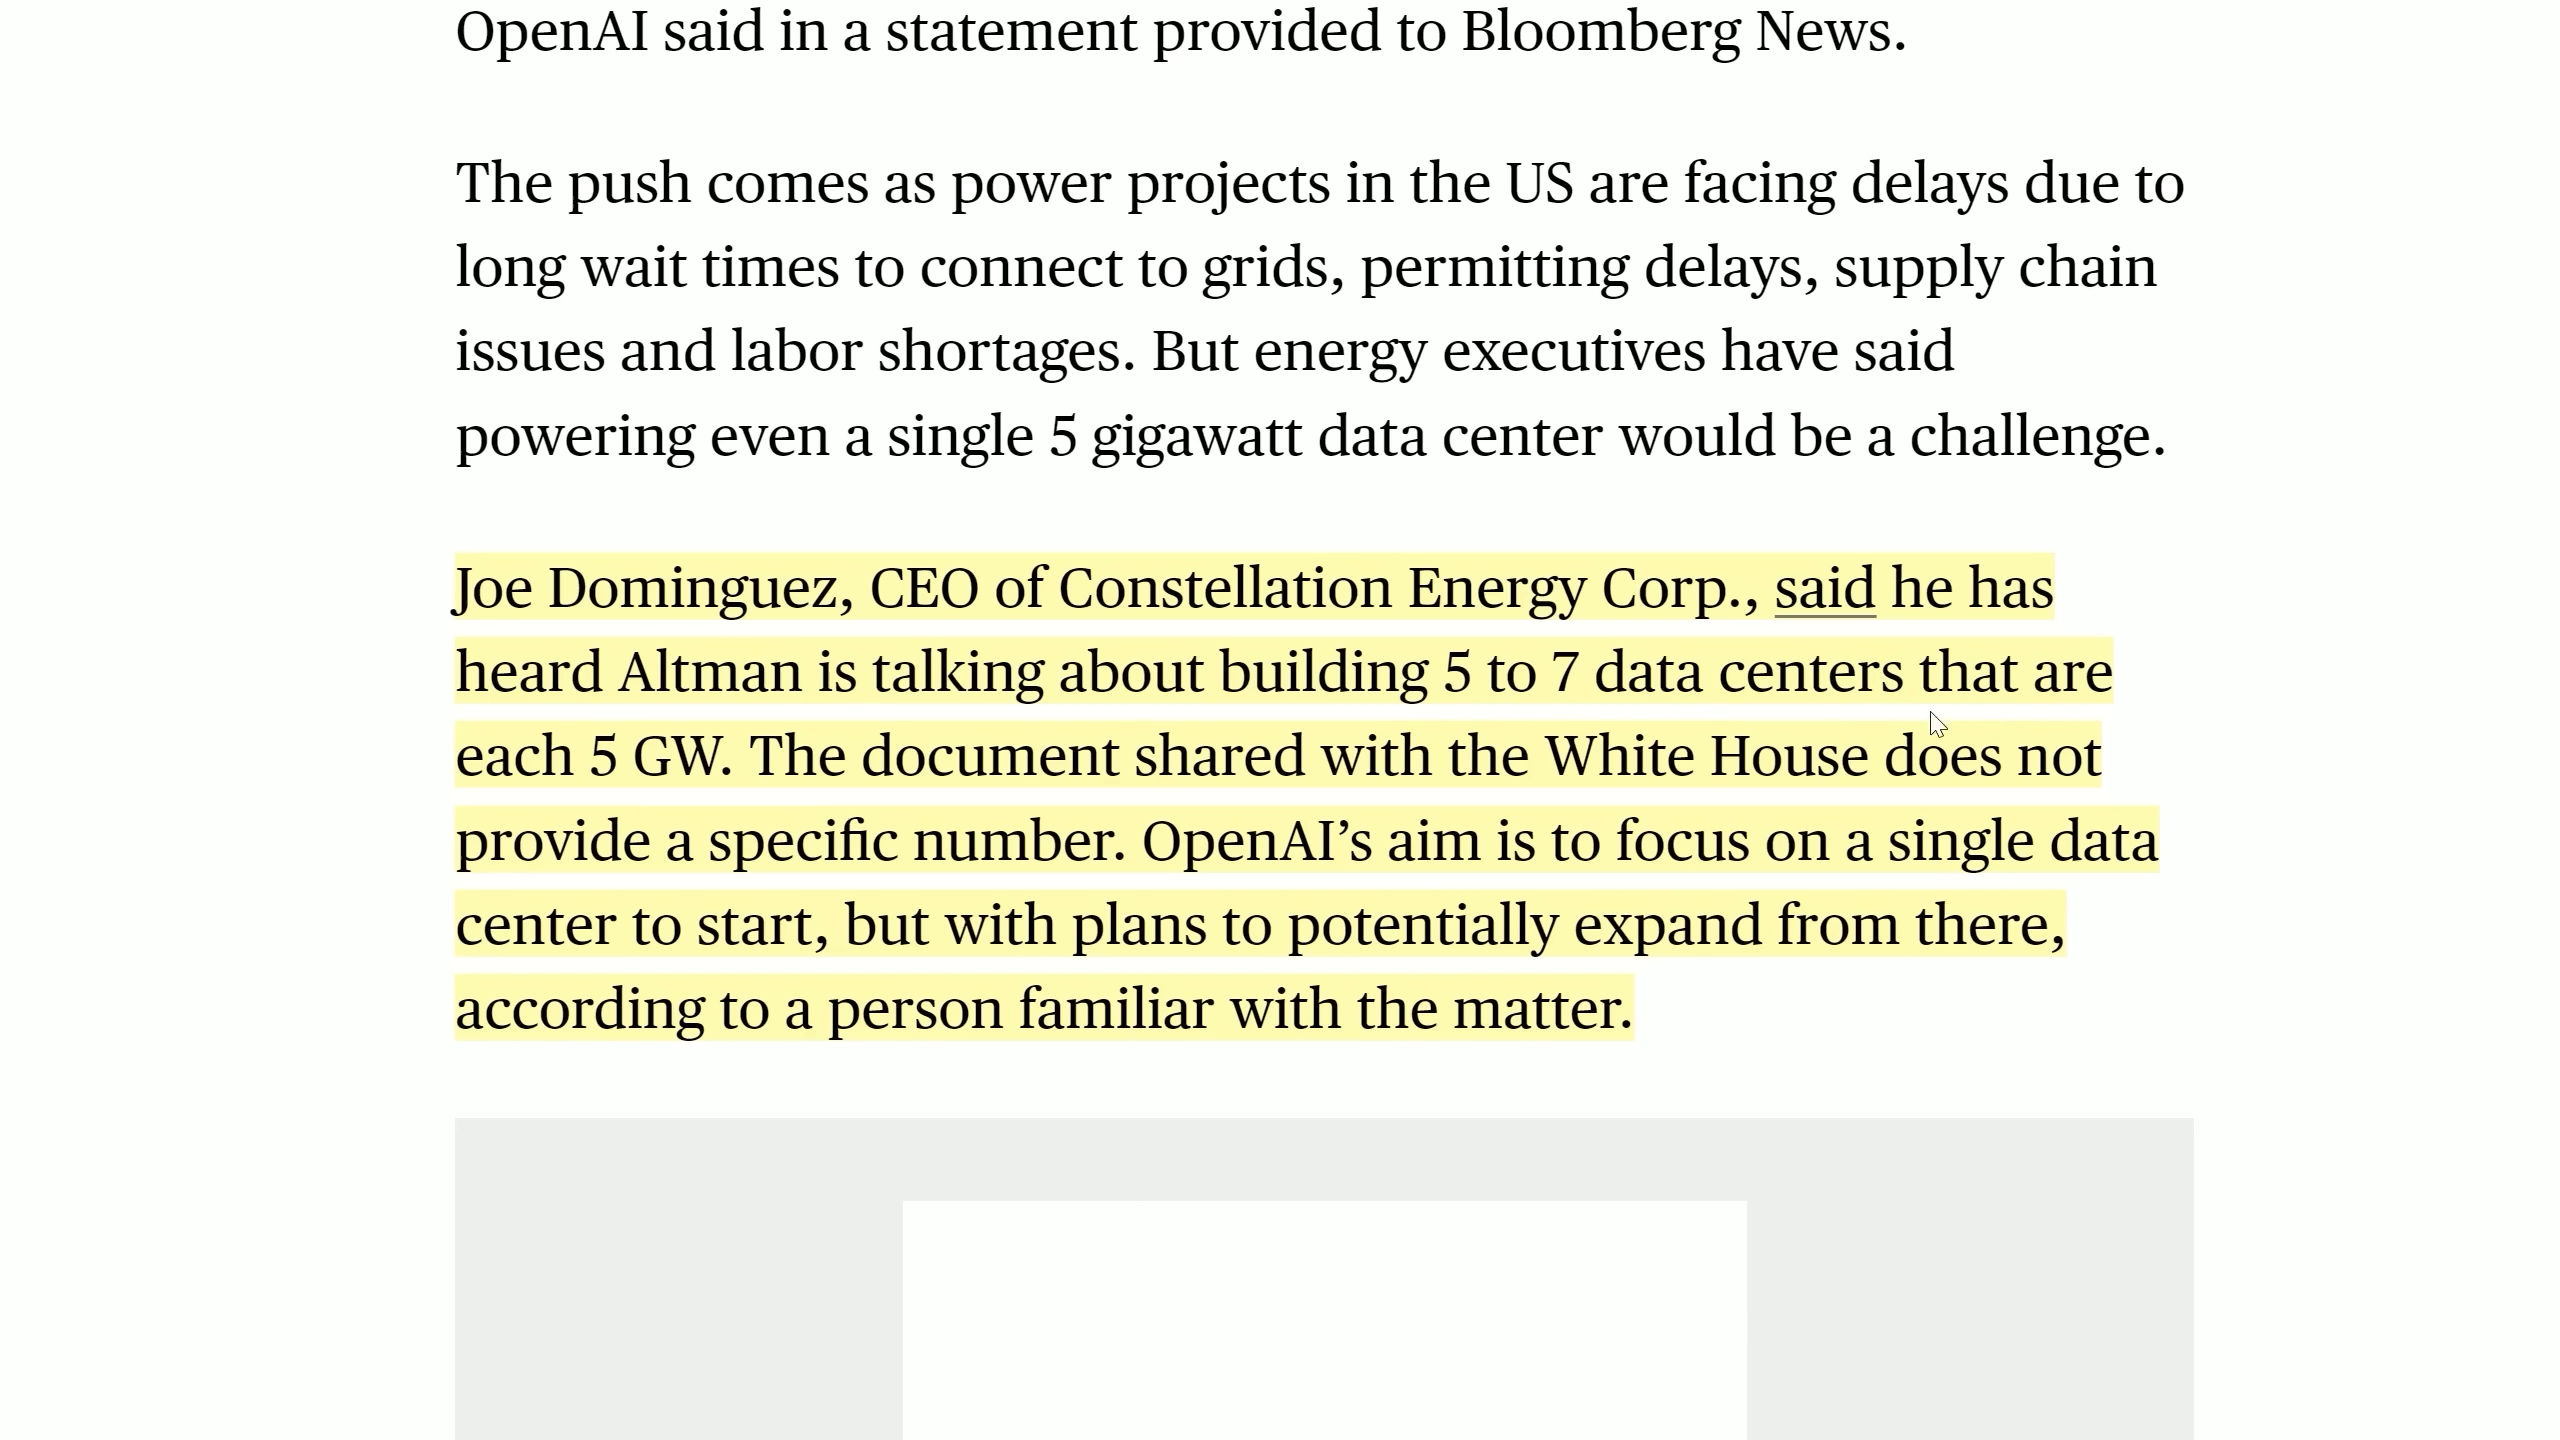 OpenAI said in a statement provided to Bloomberg News.
The push comes as power projects in the US are facing delays due to
long wait times to connect to grids, permitting delays, supply chain
issues and labor shortages. But energy executives have said
powering even a single 5 gigawatt data center would be a challenge.
Joe Dominguez, CEO of Constellation Energy Corp., said he has
heard Altman is talking about building 5 to 7 data centers that are
each 5 GW. The document shared with the White House does not
provide a specific number. OpenAI’s aim is to focus on a single data
center to start, but with plans to potentially expand from there,
according to a person familiar with the matter.